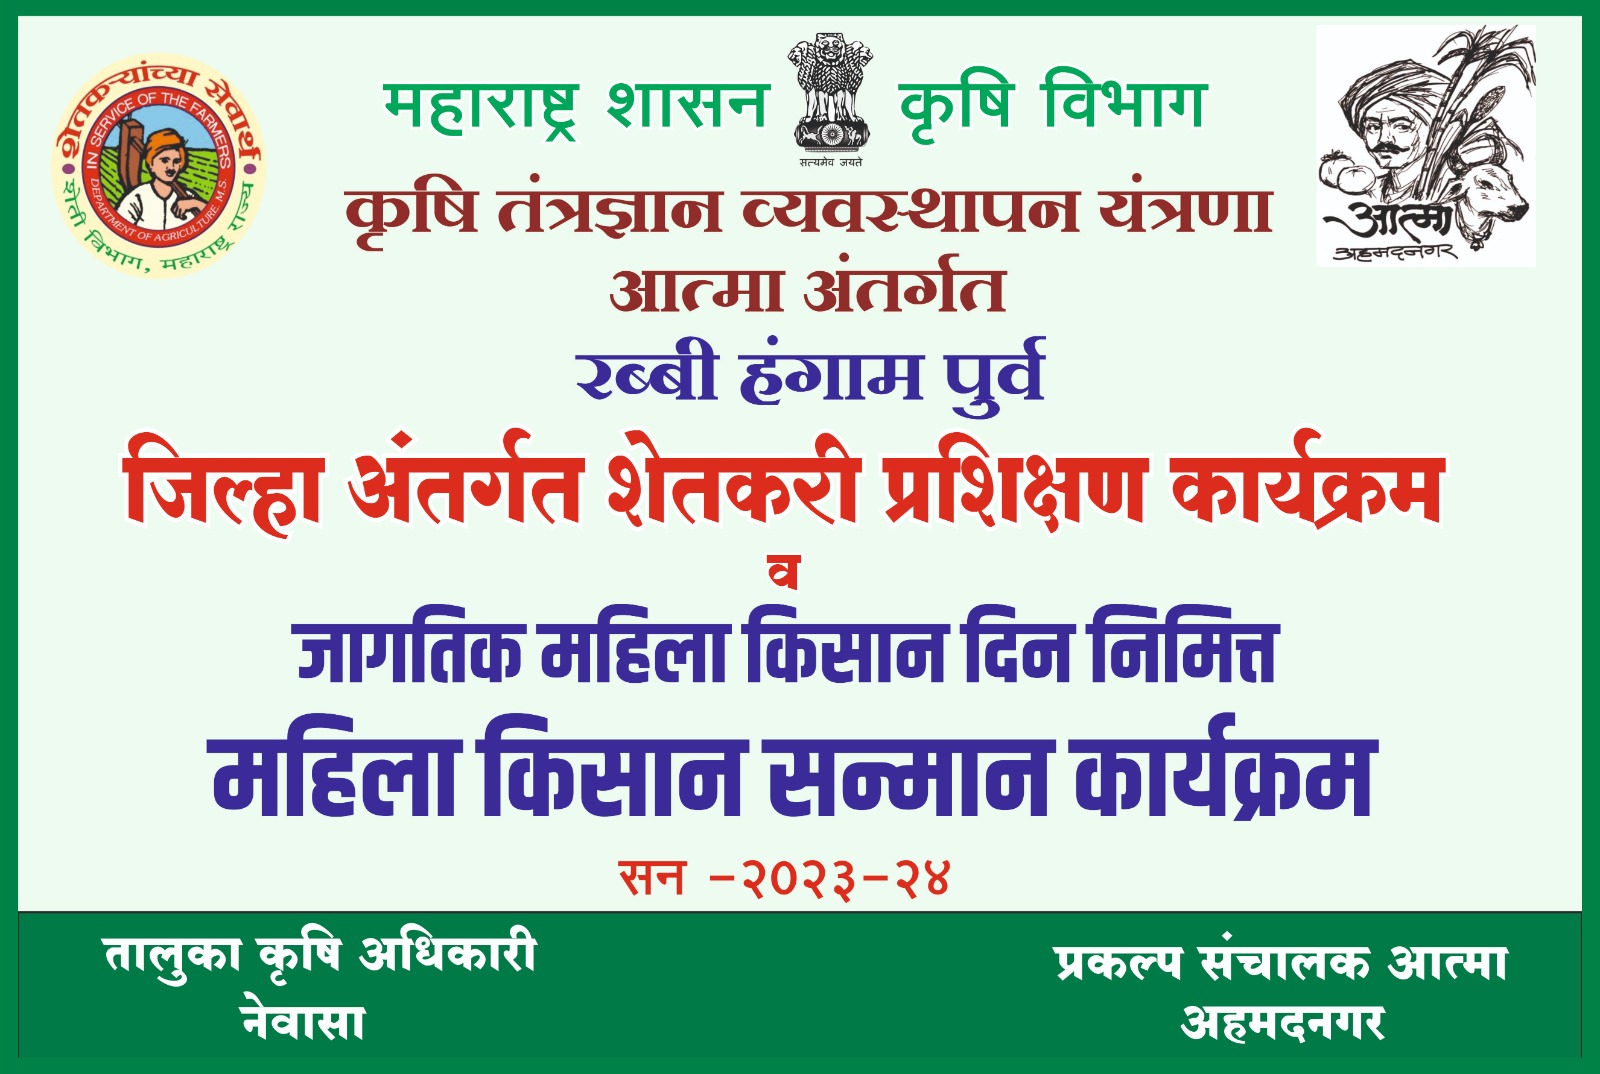 महाराष्ट्र शासन कृषि विभाग
सत्यमेव जयते
शेतकऱ्यांच्या सेवार्थ
IN SERVICE OF THE FARMERS
DEPARTMENT OF AGRICULTURE. M.S.
शेती विभाग, महाराष्ट्र राज्य
आत्मा
अहमदनगर
कृषि तंत्रज्ञान व्यवस्थापन यंत्रणा
आत्मा अंतर्गत
रब्बी हंगाम पुर्व
जिल्हा अंतर्गत शेतकरी प्रशिक्षण कार्यक्रम
व
जागतिक महिला किसान दिन निमित्त
महिला किसान सन्मान कार्यक्रम
सन -२०२३-२४
तालुका कृषि अधिकारी
नेवासा
प्रकल्प संचालक आत्मा
अहमदनगर